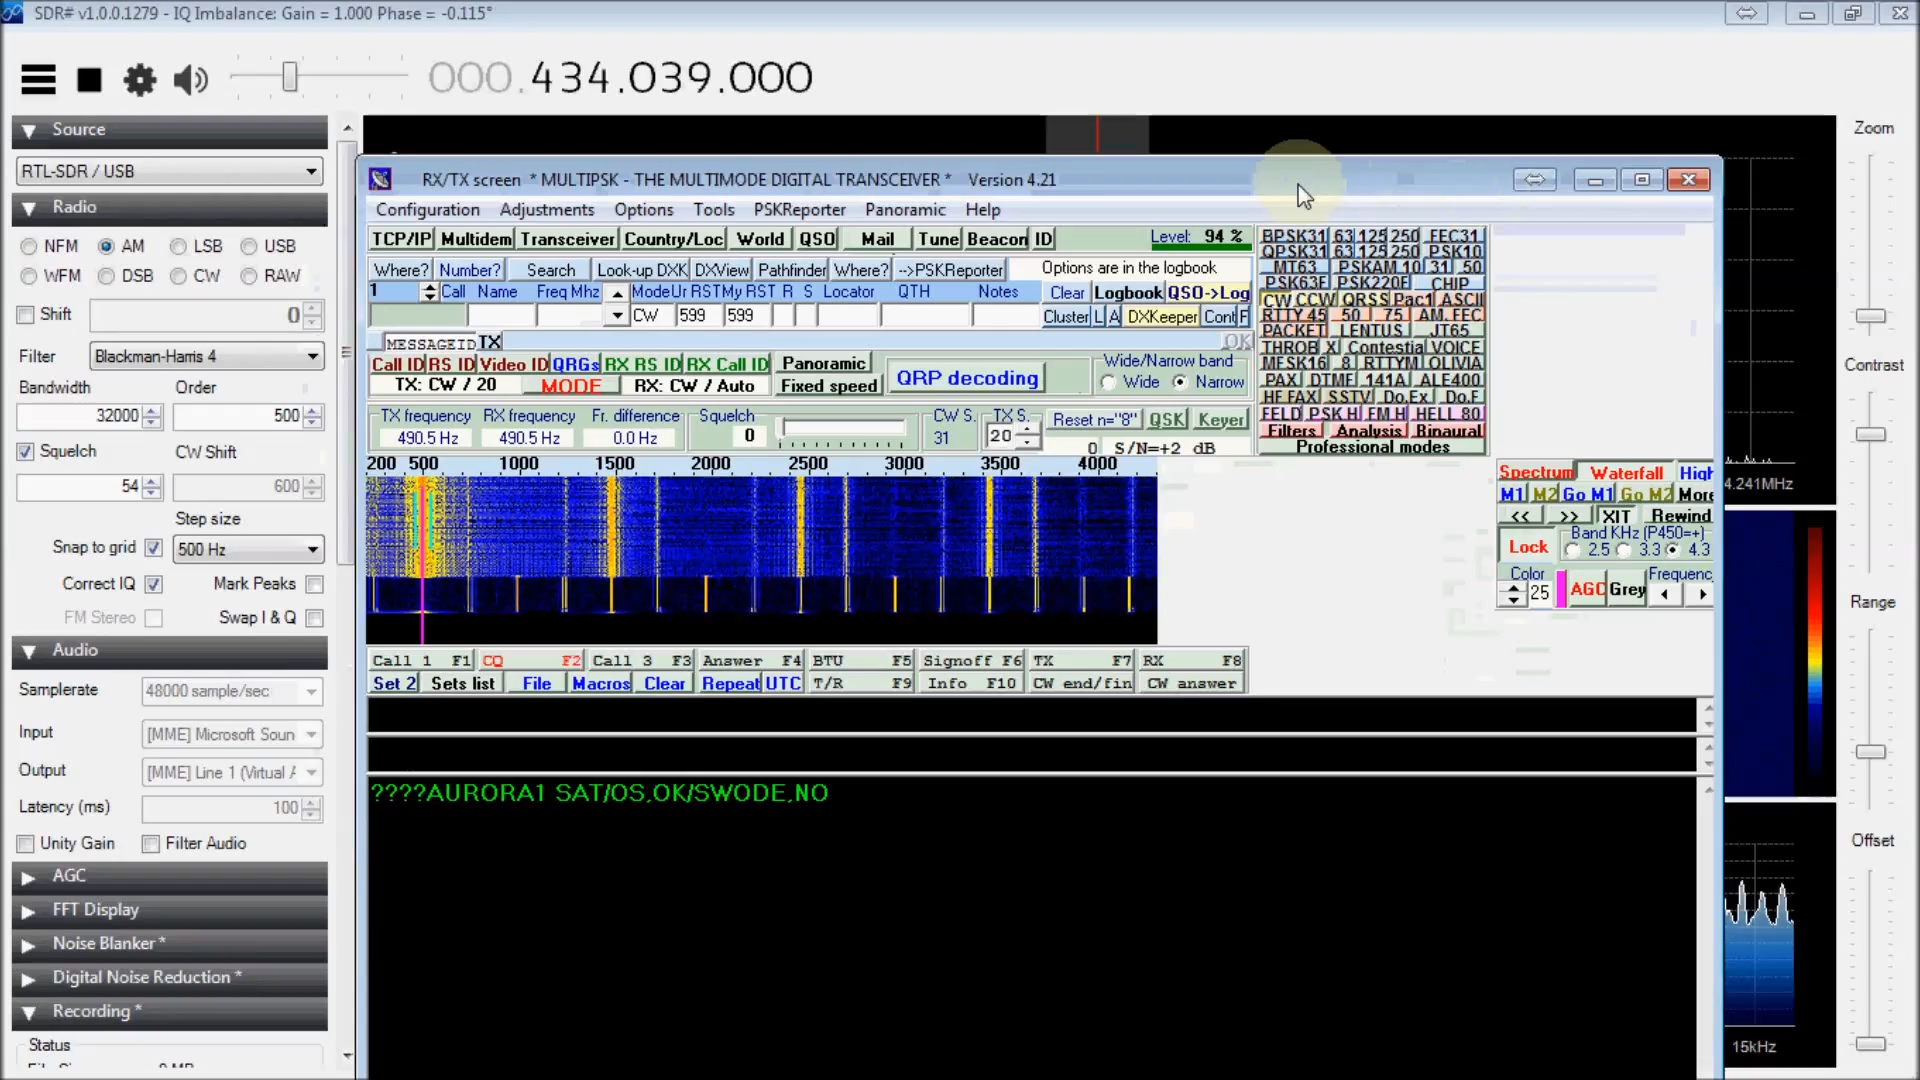 SDR# v1.0.0.1279 - IQ Imbalance: Gain = 1.000 Phase = -0.115°
000.434.039.000
Source
RTL-SDR / USB
Radio
NFM AM LSB USB
WFM DSB CW RAW
Shift 0
Filter Blackman-Harris 4
Bandwidth Order
32000 500
Squelch CW Shift
54 600
Step size
Snap to grid 500 Hz
Correct IQ Mark Peaks
FM Stereo Swap I & Q
Audio
Samplerate 48000 sample/sec
Input [MME] Microsoft Soun
Output [MME] Line 1 (Virtual A
Latency (ms) 100
Unity Gain Filter Audio
AGC
FFT Display
Noise Blanker *
Digital Noise Reduction *
Recording *
Status
RX/TX screen * MULTIPSK - THE MULTIMODE DIGITAL TRANSCEIVER * Version 4.21
Configuration Adjustments Options Tools PSKReporter Panoramic Help
TCP/IP Multidem Transceiver Country/Loc World QSO Mail Tune Beacon ID Level: 94 %
Where? Number? Search Look-up DXK DXView Pathfinder Where? -->PSKReporter Options are in the logbook
1 Call Name Freq Mhz Mode Ur RST My RST R S Locator QTH Notes Clear Logbook QSO->Log
CW 599 599 Cluster L A DXKeeper Cont F
MESSAGE ID TX OK
Call ID RS ID Video ID QRGs RX RS ID RX Call ID Panoramic QRP decoding Wide/Narrow band
TX: CW / 20 MODE RX: CW / Auto Fixed speed Wide Narrow
TX frequency RX frequency Fr. difference Squelch CW S. TX S. Reset n="8" QSK Keyer
490.5 Hz 490.5 Hz 0.0 Hz 0 31 20 0 S/N=+2 dB
BPSK31 63 125 250 FEC31
QPSK31 63 125 250 PSK10
MT63 PSKAM 10 31 50
PSK63F PSK220F CHIP
CW CCW QRSS Pac1 ASCII
RTTY 45 50 75 AM. FEC
PACKET LENTUS JT65
THROB X Contestia VOICE
MFSK16 8 RTTYM OLIVIA
PAX DTMF 141A ALE400
HF FAX SSTV Do.Ex Do.F
FELD PSK H FM H HELL 80
Filters Analysis Binaural
Professional modes
200 500 1000 1500 2000 2500 3000 3500 4000
Spectrum Waterfall High
M1 M2 Go M1 Go M2 More
<< >> XIT Rewind
Lock Band KHz (P450=+)
2.5 3.3 4.3
Color Frequenc
25 AGC Grey
Call 1 F1 CQ F2 Call 3 F3 Answer F4 BTU F5 Signoff F6 TX F7 RX F8
Set 2 Sets list File Macros Clear Repeat UTC T/R F9 Info F10 CW end/fin CW answer
????AURORA1 SAT/OS,OK/SWODE,NO
Zoom
Contrast
Range
Offset
4.241MHz
15kHz